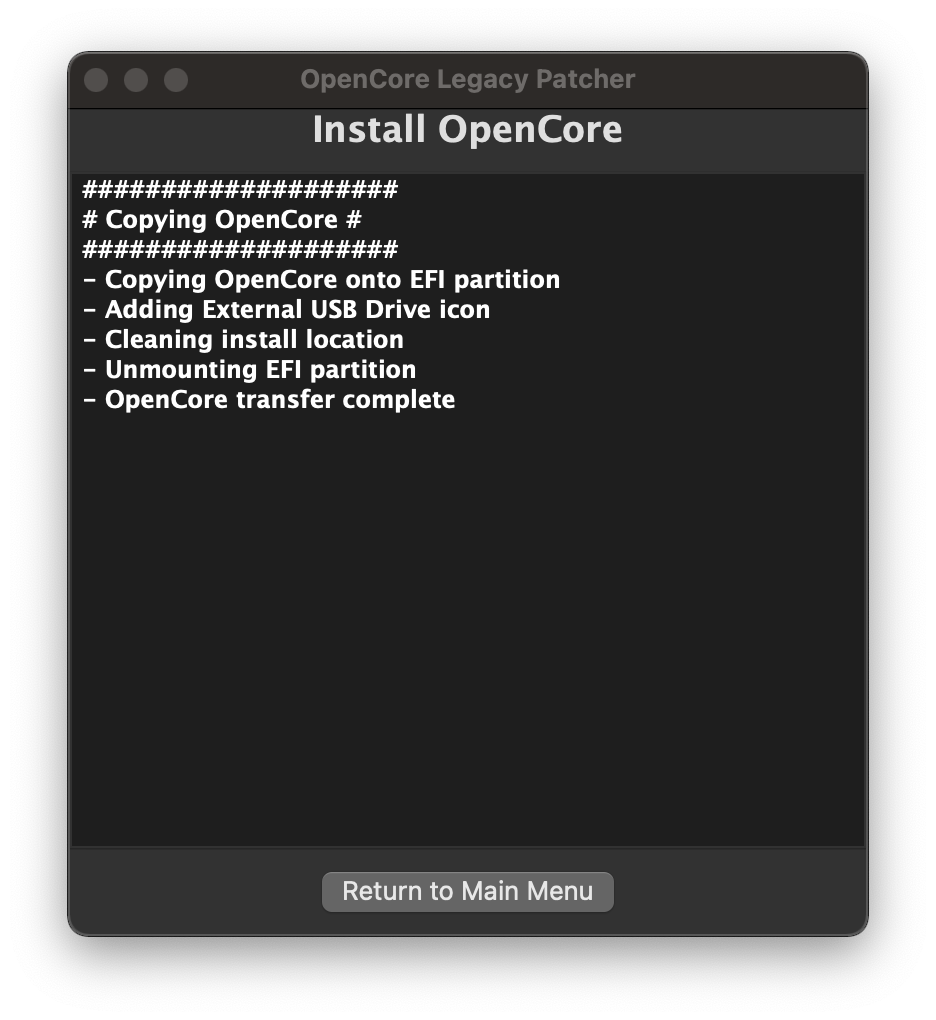 OpenCore Legacy Patcher
Install OpenCore
####################
# Copying OpenCore #
####################
- Copying OpenCore onto EFI partition
- Adding External USB Drive icon
- Cleaning install location
- Unmounting EFI partition
- OpenCore transfer complete
Return to Main Menu